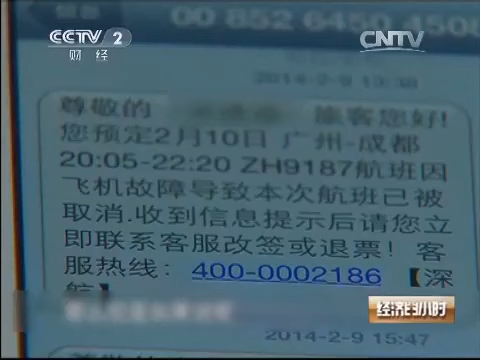 CCTV 2
财经
CNTV
00 852 6450 4508
2014-2-9 13:38
尊敬的 旅客您好!
您预定2月10日 广州-成都
20:05-22:20 ZH9187航班因
飞机故障导致本次航班已被
取消.收到信息提示后请您立
即联系客服改签或退票！客
服热线：400-0002186 【深
航】
经济半小时
2014-2-9 15:47